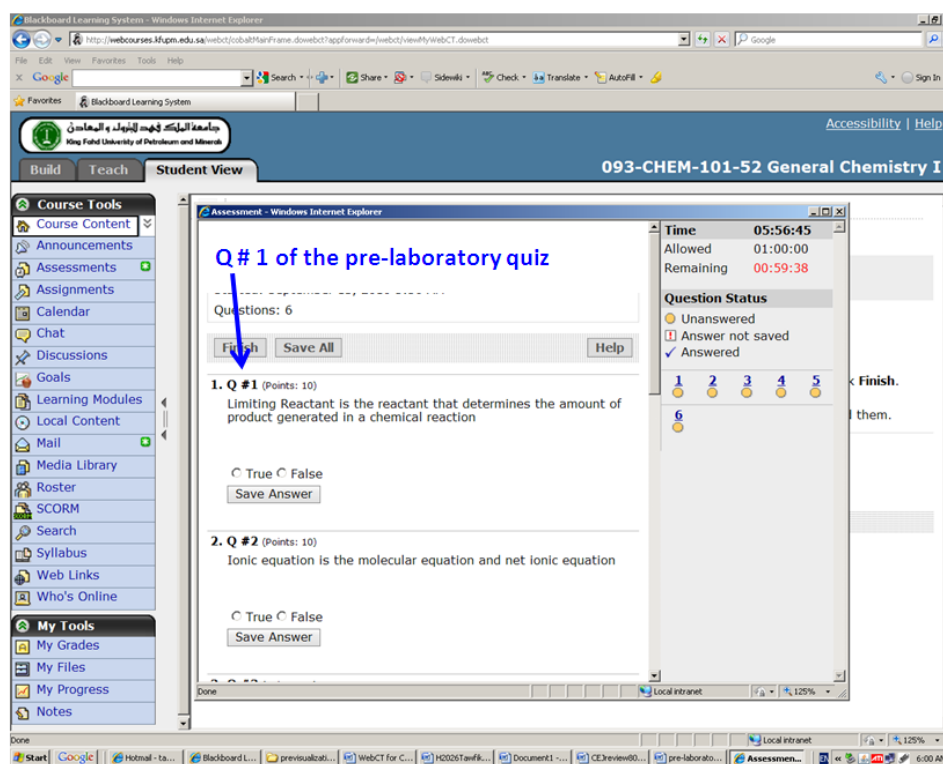 Blackboard Learning System - Windows Internet Explorer
http://webcourses.kfupm.edu.sa/webct/cobaltMainFrame.dowebct?appforward=/webct/viewMyWebCT.dowebct
Google
File Edit View Favorites Tools Help
x Google Search Share Sidewiki Check Translate AutoFill Sign In
Favorites Blackboard Learning System
جامعة الملك فهد للبترول و المعادن
King Fahd University of Petroleum and Minerals
Accessibility | Help
Build Teach Student View
093-CHEM-101-52 General Chemistry I
Course Tools
Course Content
Announcements
Assessments
Assignments
Calendar
Chat
Discussions
Goals
Learning Modules
Local Content
Mail
Media Library
Roster
SCORM
Search
Syllabus
Web Links
Who's Online
My Tools
My Grades
My Files
My Progress
Notes
Assessment - Windows Internet Explorer
Q # 1 of the pre-laboratory quiz
Questions: 6
Finish Save All Help
1. Q #1 (Points: 10)
Limiting Reactant is the reactant that determines the amount of
product generated in a chemical reaction
True False
Save Answer
2. Q #2 (Points: 10)
Ionic equation is the molecular equation and net ionic equation
True False
Save Answer
Time 05:56:45
Allowed 01:00:00
Remaining 00:59:38
Question Status
Unanswered
Answer not saved
Answered
1 2 3 4 5
6
Finish.
them.
Done Local intranet 125%
Done Local intranet 125%
Start Google Hotmail - ta... Blackboard L... previsualizati... WebCT for C... H2026Tawfik... Document1 -... CEJreview80... pre-laborato... Assessmen... 6:00 AM